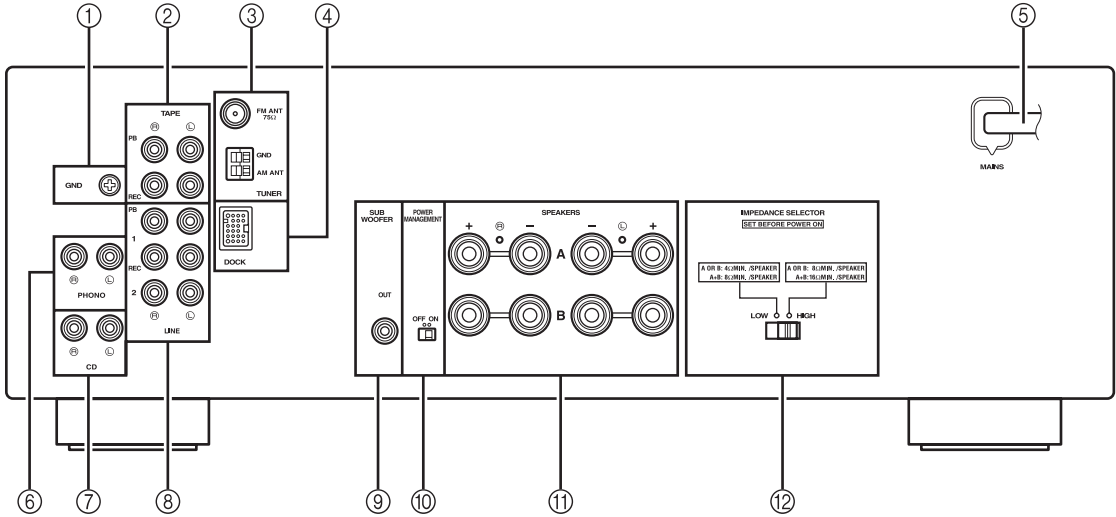 ① ② ③ ④ ⑤
TAPE
Ⓡ Ⓛ
PB
REC
GND
FM ANT
75Ω
GND
AM ANT
TUNER
DOCK
PB
1
REC
2
Ⓡ Ⓛ
LINE
Ⓡ Ⓛ
PHONO
Ⓡ Ⓛ
CD
SUB
WOOFER
OUT
POWER
MANAGEMENT
OFF ON
SPEAKERS
+ Ⓡ − − Ⓛ +
A
B
MAINS
IMPEDANCE SELECTOR
SET BEFORE POWER ON
A OR B: 4ΩMIN, /SPEAKER
A+B: 8ΩMIN, /SPEAKER
A OR B: 8ΩMIN, /SPEAKER
A+B:16ΩMIN, /SPEAKER
LOW HIGH
⑥ ⑦ ⑧ ⑨ ⑩ ⑪ ⑫